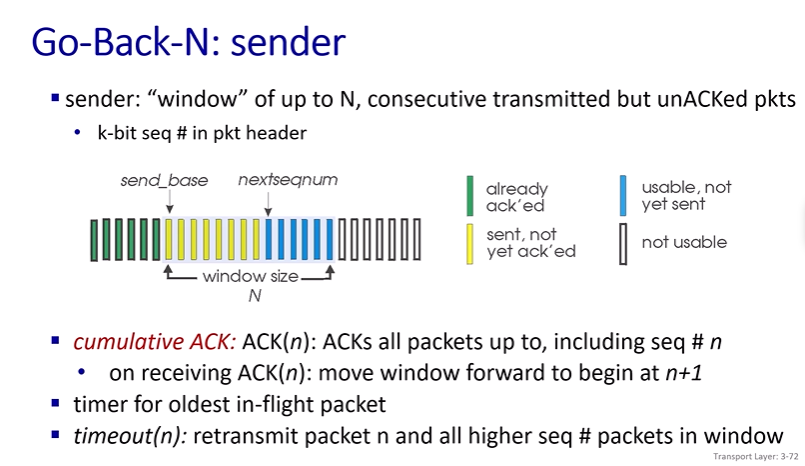 Go-Back-N: sender
▪ sender: “window” of up to N, consecutive transmitted but unACKed pkts
• k-bit seq # in pkt header
send_base nextseqnum
already
ack’ed
usable, not
yet sent
sent, not
yet ack’ed
not usable
window size
N
▪ cumulative ACK: ACK(n): ACKs all packets up to, including seq # n
• on receiving ACK(n): move window forward to begin at n+1
▪ timer for oldest in-flight packet
▪ timeout(n): retransmit packet n and all higher seq # packets in window
Transport Layer: 3-72